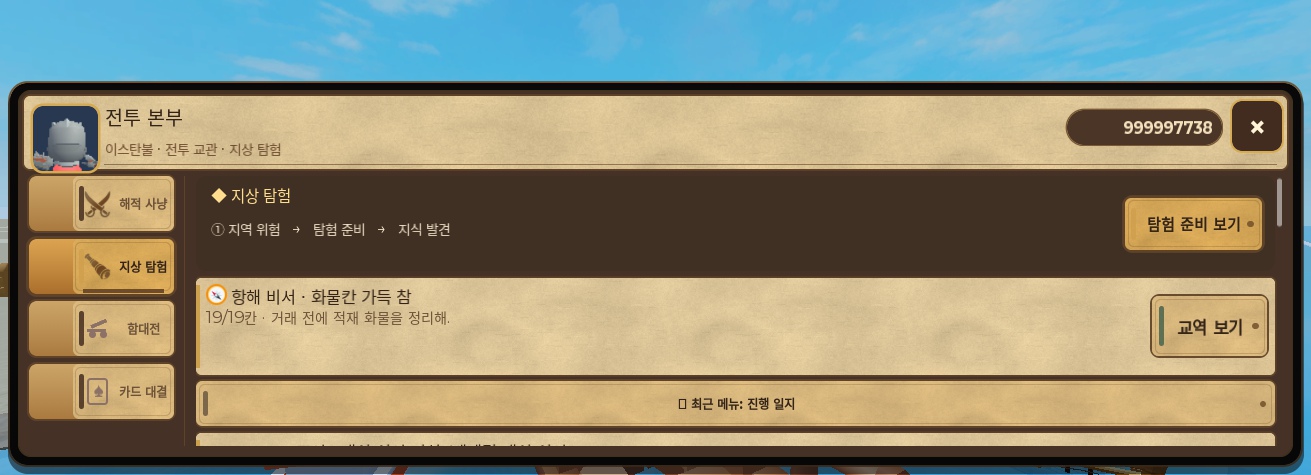 전투 본부
이스탄불 · 전투 교관 · 지상 탐험
999997738
×
해적 사냥
지상 탐험
함대전
카드 대결
◆ 지상 탐험
① 지역 위험 → 탐험 준비 → 지식 발견
탐험 준비 보기
항해 비서 · 화물칸 가득 참
19/19칸 · 거래 전에 적재 화물을 정리해.
교역 보기
최근 메뉴: 진행 일지